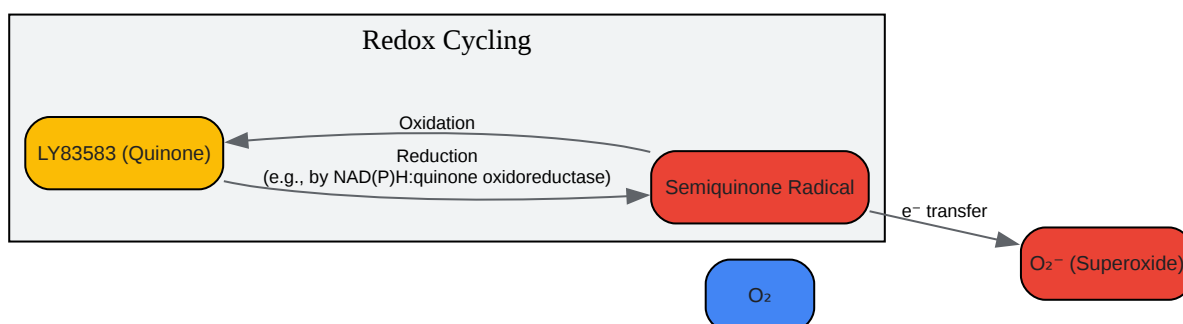 Redox Cycling
Oxidation
LY83583 (Quinone)
Reduction
(e.g., by NAD(P)H:quinone oxidoreductase)
Semiquinone Radical
e⁻ transfer
O₂⁻ (Superoxide)
O₂